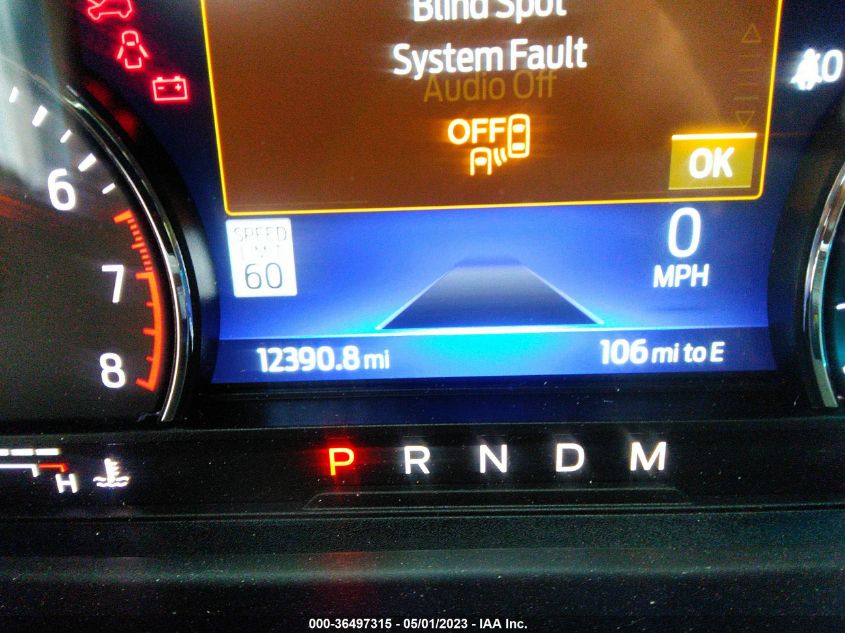 Blind Spot
System Fault
Audio Off
OFF
OK
6
7
8
SPEED
LIMIT
60
0
MPH
12390.8 mi
106 mi to E
H
P R N D M
000-36497315 - 05/01/2023 - IAA Inc.